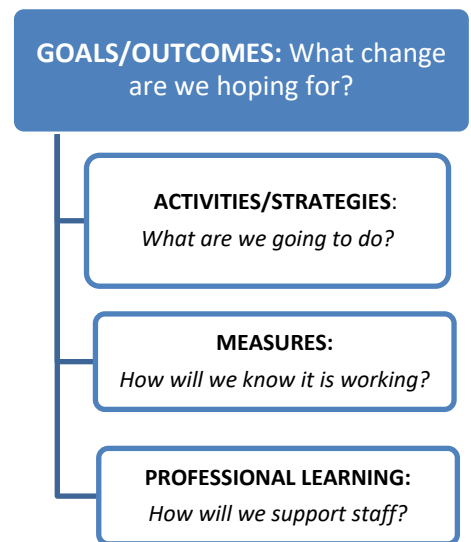 GOALS/OUTCOMES: What change
are we hoping for?
ACTIVITIES/STRATEGIES:
What are we going to do?
MEASURES:
How will we know it is working?
PROFESSIONAL LEARNING:
How will we support staff?